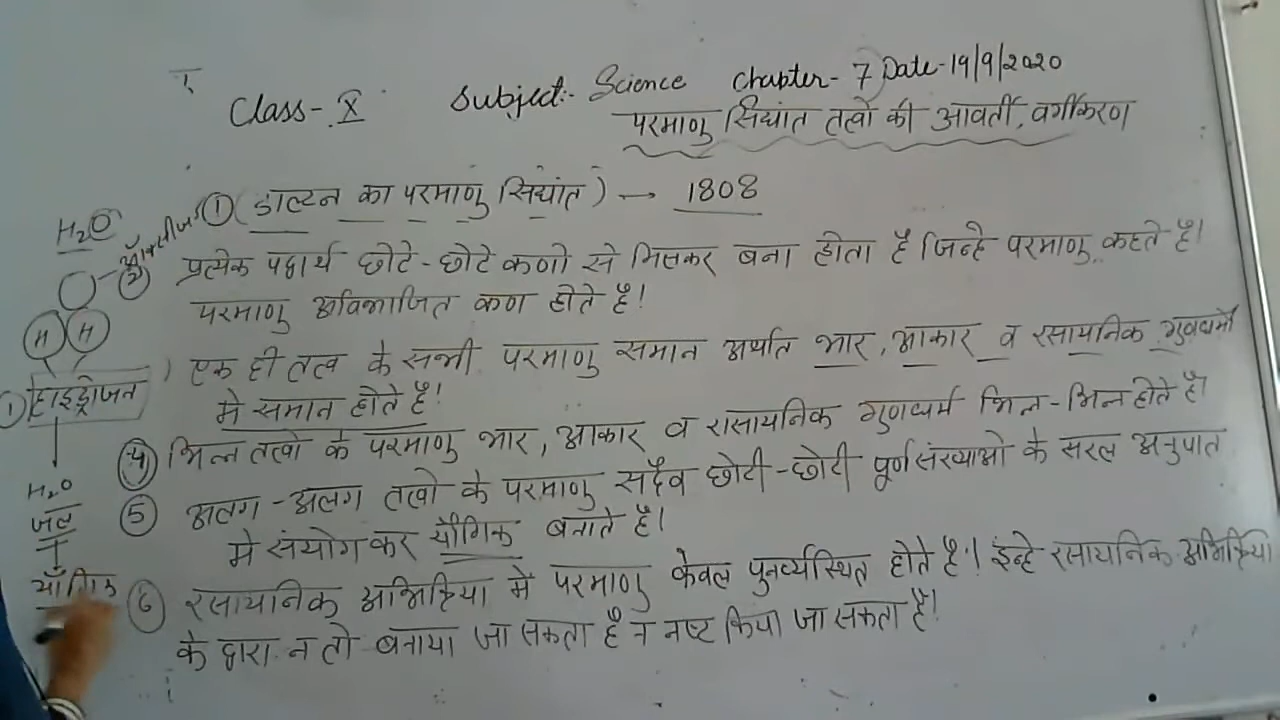 Class- X Subject:- Science Chapter- 7 Date-19/9/2020
परमाणु सिधांत तत्वो की आवर्ती, वर्गीकरण
① (डाल्टन का परमाणु सिधांत) → 1808
② प्रत्येक पदार्थ छोटे-छोटे कणो से मिलकर बना होता है जिन्हे परमाणु कहते है।
परमाणु अविभाजित कण होते है!
एक ही तत्व के सभी परमाणु समान अर्थात भार, आकार व रसायनिक गुणधर्मो
मे समान होते है!
④ भिन्न तत्वो के परमाणु भार, आकार व रासायनिक गुणधर्म भिन्न-भिन्न होते है।
⑤ अलग-अलग तत्वो के परमाणु सदैव छोटी-छोटी पूर्णसंख्याओ के सरल अनुपात
मे संयोग कर यौगिक बनाते है।
⑥ रसायनिक अभिक्रिया मे परमाणु केवल पुनर्व्यस्थित होते है। इन्हे रसायनिक अभिक्रिया
के द्वारा न तो बनाया जा सकता है न नष्ट किया जा सकता है।
H₂O
H H
① हाइड्रोजन
H₂O
जल